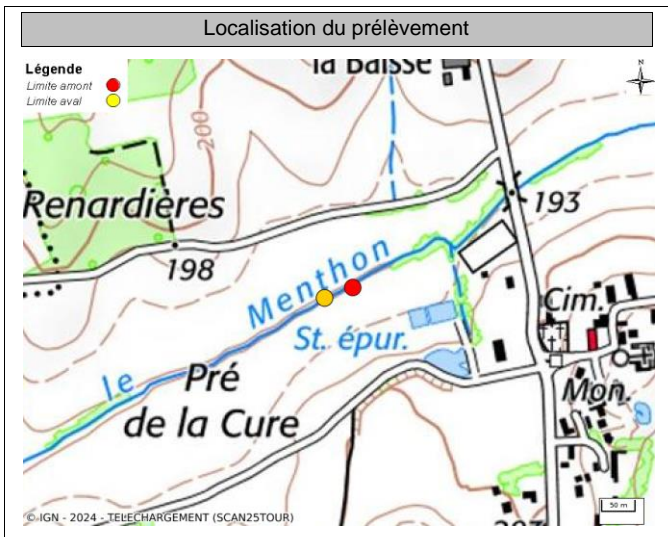 Localisation du prélèvement
Légende
Limite amont
Limite aval
N
la Baisse
200
Renardières
193
198
le Menthon
St. épur.
Cim.
Pré
de la Cure
Mon.
© IGN - 2024 - TELECHARGEMENT (SCAN25TOUR)
50 m